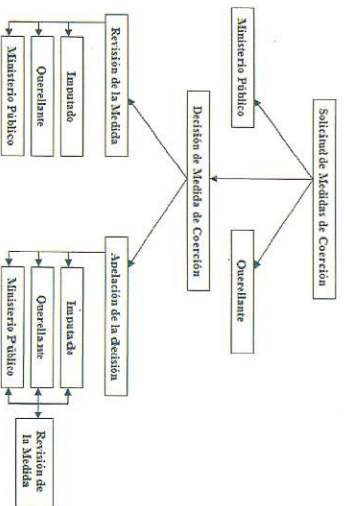 Solicitud de Medidas de Coerción
Ministerio Público
Querellante
Decisión de Medida de Coerción
Revisión de la Medida
Imputado
Querellante
Ministerio Público
Apelación de la decisión
Imputado
Querellante
Ministerio Público
Revisión de
la Medida